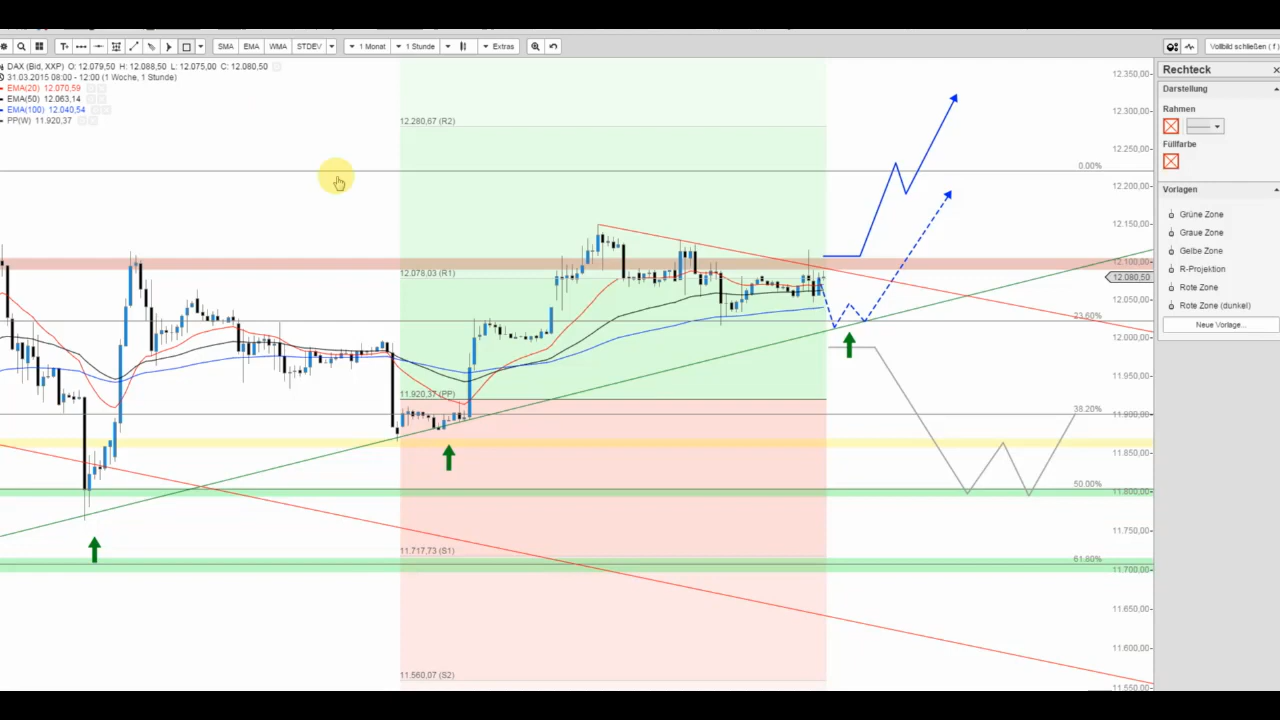 SMA EMA WMA STDEV 1 Monat 1 Stunde Extras Vollbild schließen ( f )
DAX (Bid, XXP) O: 12.079,50 H: 12.088,50 L: 12.075,00 C: 12.080,50
31.03.2015 08:00 - 12:00 (1 Woche, 1 Stunde)
EMA(20) 12.070,59
EMA(50) 12.063,14
EMA(100) 12.040,54
PP(W) 11.920,37
12.280,67 (R2)
12.078,03 (R1)
11.920,37 (PP)
11.717,73 (S1)
11.560,07 (S2)
0.00%
23.60%
38.20%
50.00%
61.80%
12.350,00
12.300,00
12.250,00
12.200,00
12.150,00
12.100,00
12.080,50
12.050,00
12.000,00
11.950,00
11.900,00
11.850,00
11.800,00
11.750,00
11.700,00
11.650,00
11.600,00
11.550,00
Rechteck
Darstellung
Rahmen
Füllfarbe
Vorlagen
Grüne Zone
Graue Zone
Gelbe Zone
R-Projektion
Rote Zone
Rote Zone (dunkel)
Neue Vorlage...